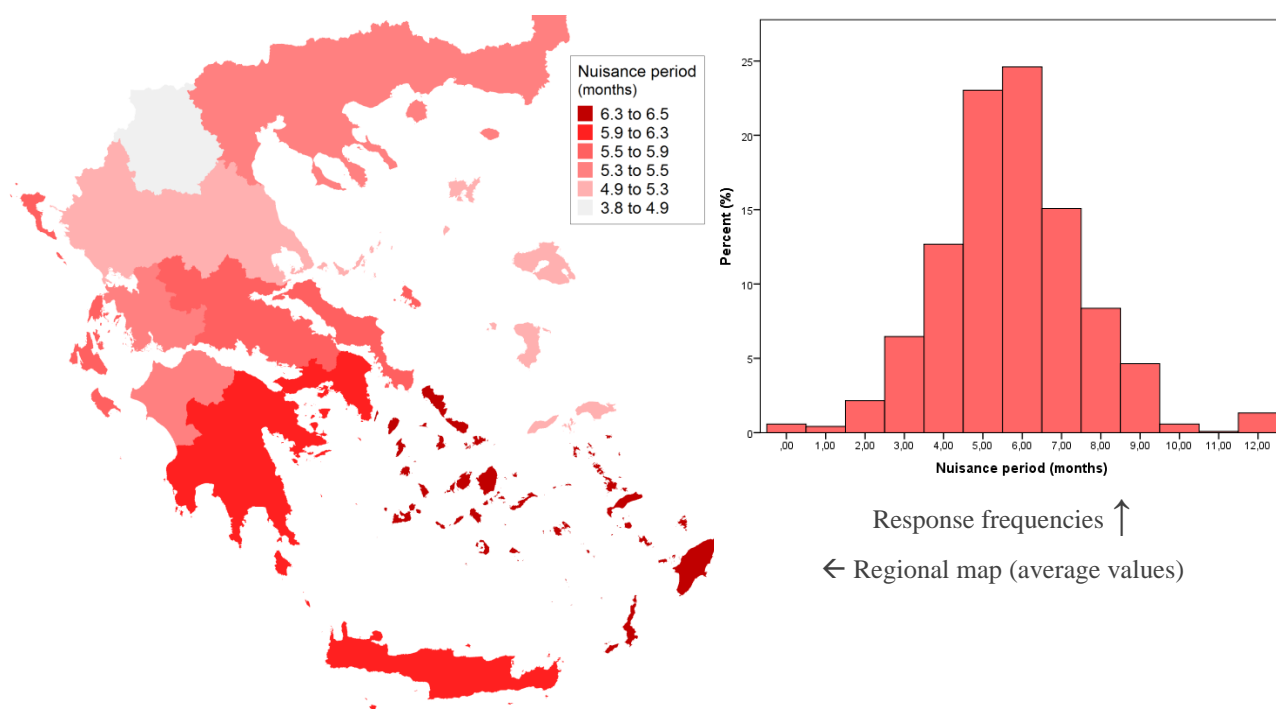 Nuisance period
(months)
6.3 to 6.5
5.9 to 6.3
5.5 to 5.9
5.3 to 5.5
4.9 to 5.3
3.8 to 4.9
Percent (%)
25
20
15
10
5
0
,00 1,00 2,00 3,00 4,00 5,00 6,00 7,00 8,00 9,00 10,00 11,00 12,00
Nuisance period (months)
Response frequencies ↑
← Regional map (average values)